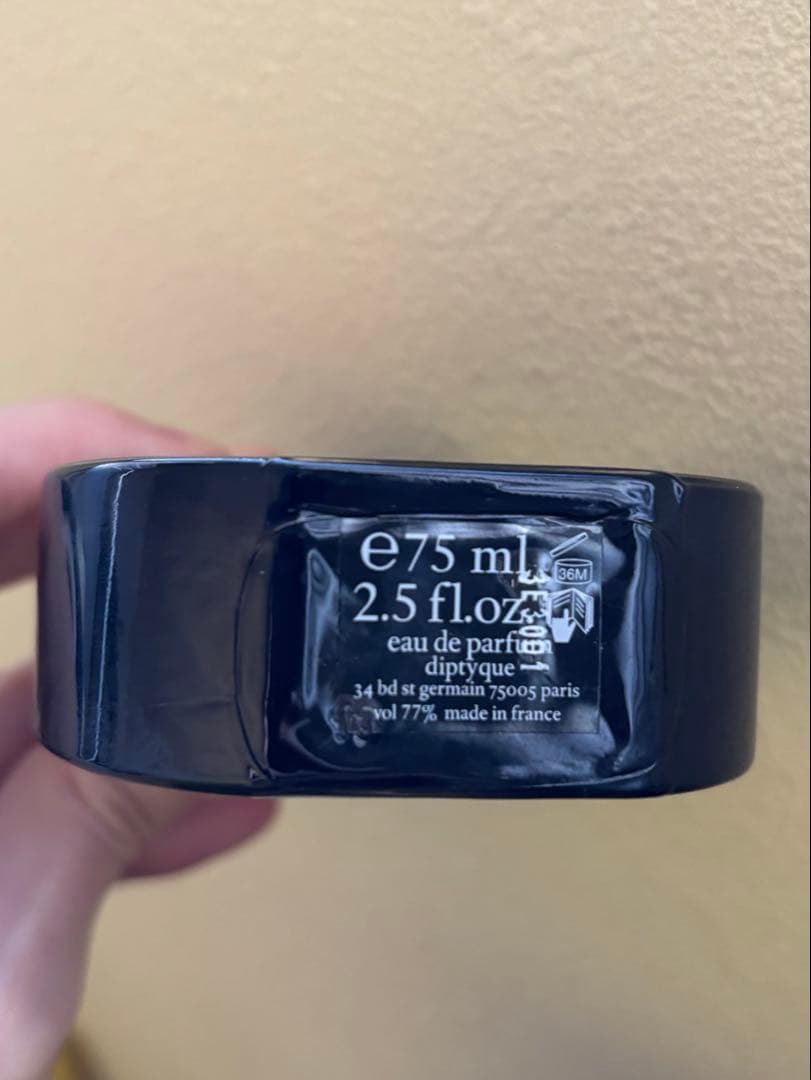 e75 ml
36M
2.5 fl.oz.
eau de parfum
diptyque
34 bd st germain 75005 paris
vol 77% made in france